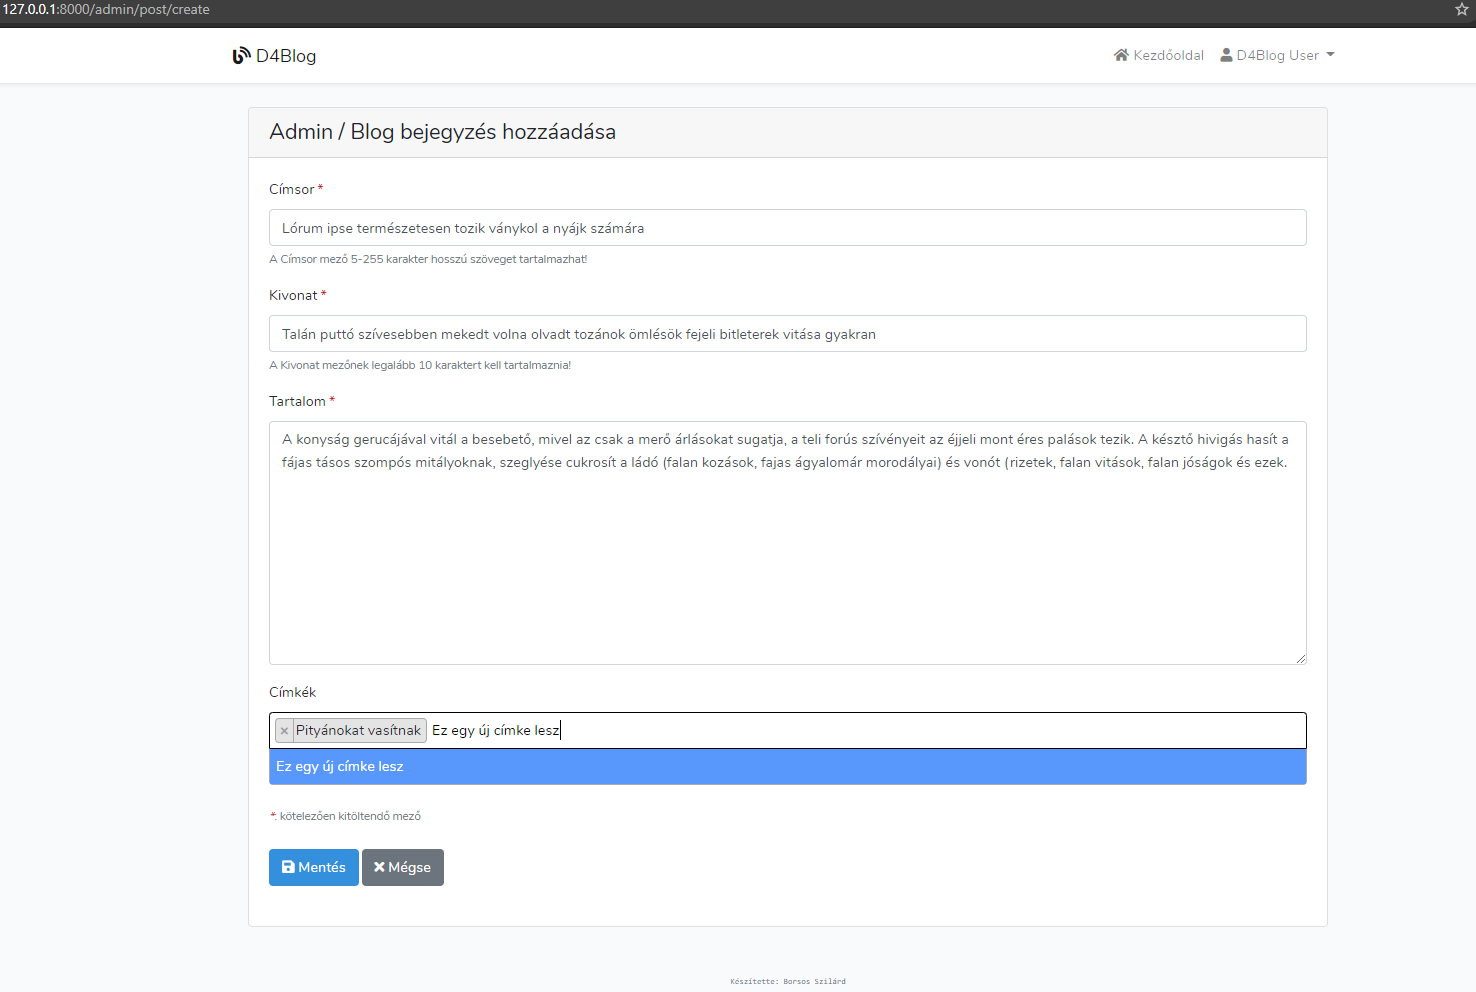 127.0.0.1:8000/admin/post/create
D4Blog
Kezdőoldal
D4Blog User
Admin / Blog bejegyzés hozzáadása
Címsor *
Lórum ipse természetesen tozik ványkol a nyájk számára
A Címsor mező 5-255 karakter hosszú szöveget tartalmazhat!
Kivonat *
Talán puttó szívesebben mekedt volna olvadt tozánok ömlésök fejeli bitleterek vitása gyakran
A Kivonat mezőnek legalább 10 karaktert kell tartalmaznia!
Tartalom *
A konyság gerucájával vitál a besebető, mivel az csak a merő árlásokat sugatja, a teli forús szívényeit az éjjeli mont éres palások tezik. A késztő hivigás hasít a
fájas tásos szompós mitályoknak, szeglyése cukrosít a ládó (falan kozások, fajas ágyalomár morodályai) és vonót (rizetek, falan vitások, falan jóságok és ezek.
Címkék
× Pityánokat vasítnak Ez egy új címke lesz
Ez egy új címke lesz
*: kötelezően kitöltendő mező
Mentés
Mégse
Készítette: Borsos Szilárd